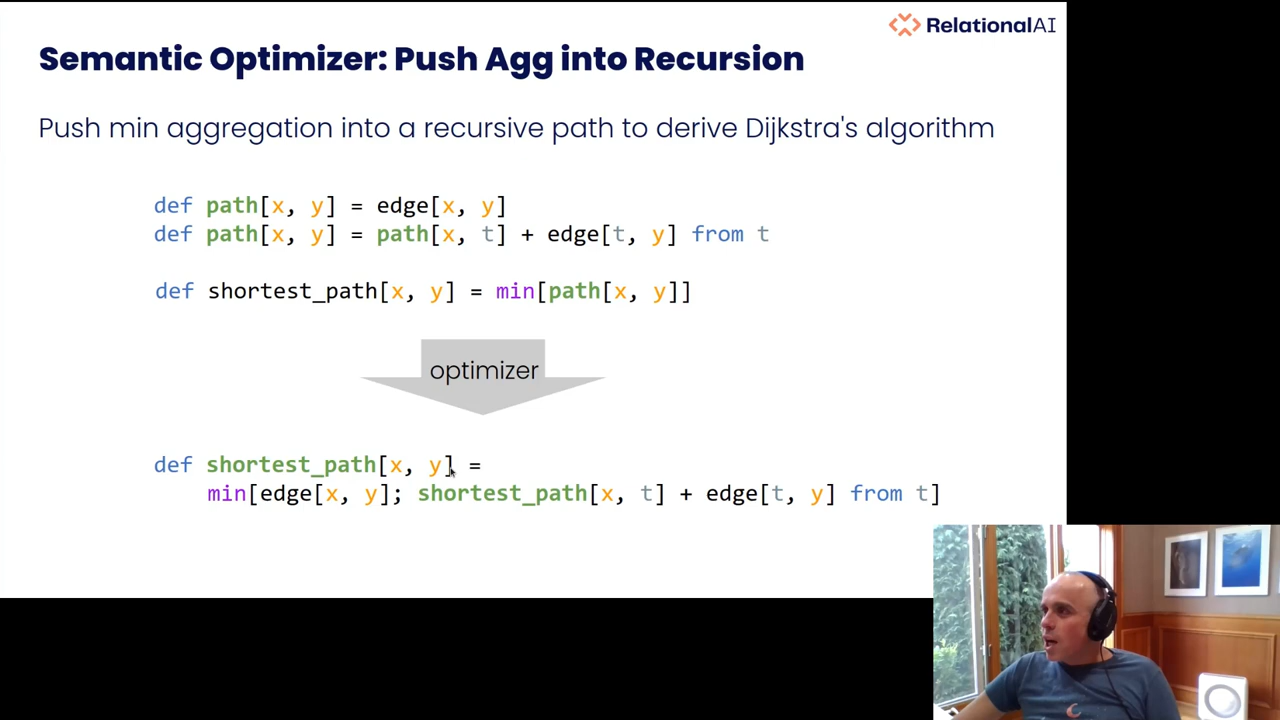 RelationalAI
Semantic Optimizer: Push Agg into Recursion
Push min aggregation into a recursive path to derive Dijkstra's algorithm
def path[x, y] = edge[x, y]
def path[x, y] = path[x, t] + edge[t, y] from t
def shortest_path[x, y] = min[path[x, y]]
optimizer
def shortest_path[x, y] =
min[edge[x, y]; shortest_path[x, t] + edge[t, y] from t]